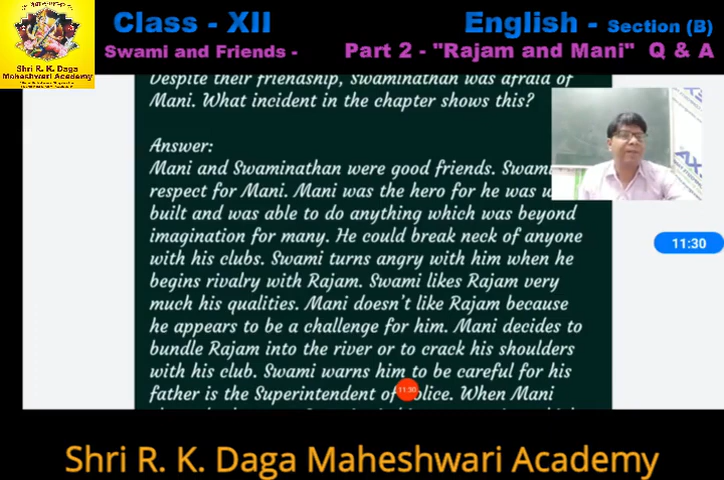 Class - XII
English - Section (B)
Swami and Friends -
Part 2 - "Rajam and Mani" Q & A
Shri R. K. Daga
Maheshwari Academy
Despite their friendship, Swaminathan was afraid of
Mani. What incident in the chapter shows this?
Answer:
Mani and Swaminathan were good friends.
respect for Mani. Mani was the hero for he was
built and was able to do anything which was beyond
imagination for many. He could break neck of anyone
with his clubs. Swami turns angry with him when he
begins rivalry with Rajam. Swami likes Rajam very
much his qualities. Mani doesn't like Rajam because
he appears to be a challenge for him. Mani decides to
bundle Rajam into the river or to crack his shoulders
with his club. Swami warns him to be careful for his
father is the Superintendent of Police. When Mani
11:30
11:30
Shri R. K. Daga Maheshwari Academy